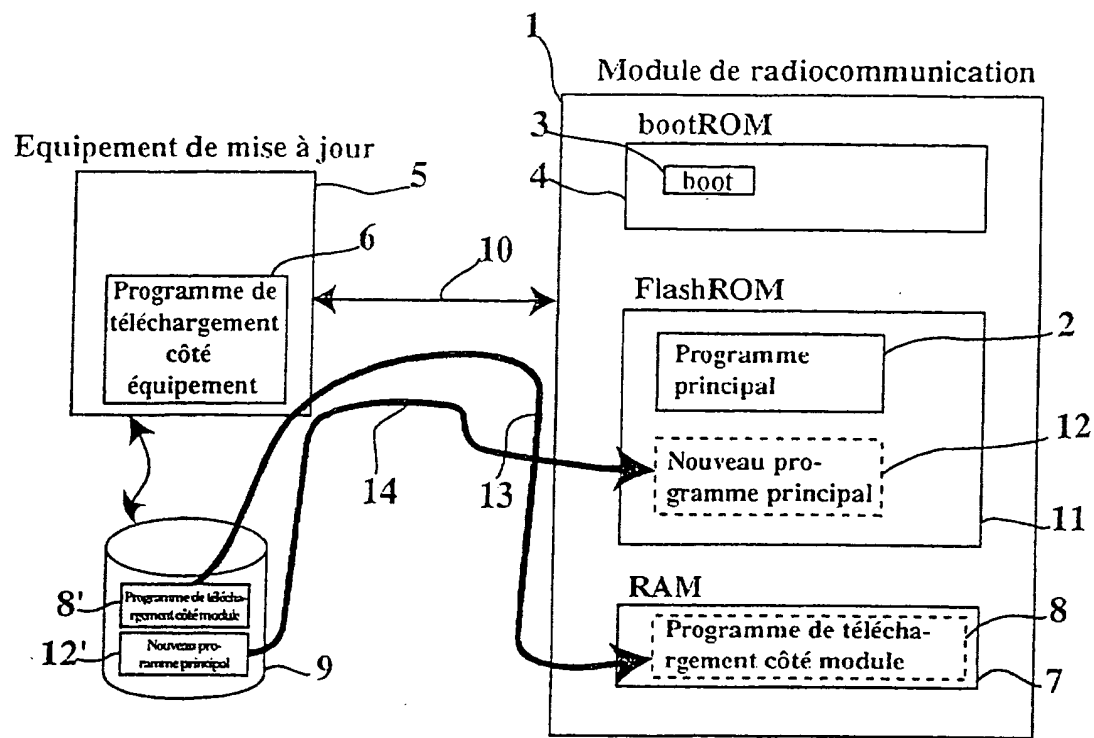 1
Module de radiocommunication
3
bootROM
Equipement de mise à jour
4
boot
5
6
10
FlashROM
Programme de
téléchargement
côté
équipement
2
Programme
principal
12
Nouveau pro-
gramme principal
14
13
11
RAM
8'
Programme de télécha-
rgement côté module
8
Programme de télécha-
rgement côté module
12'
Nouveau pro-
gramme principal
9
7